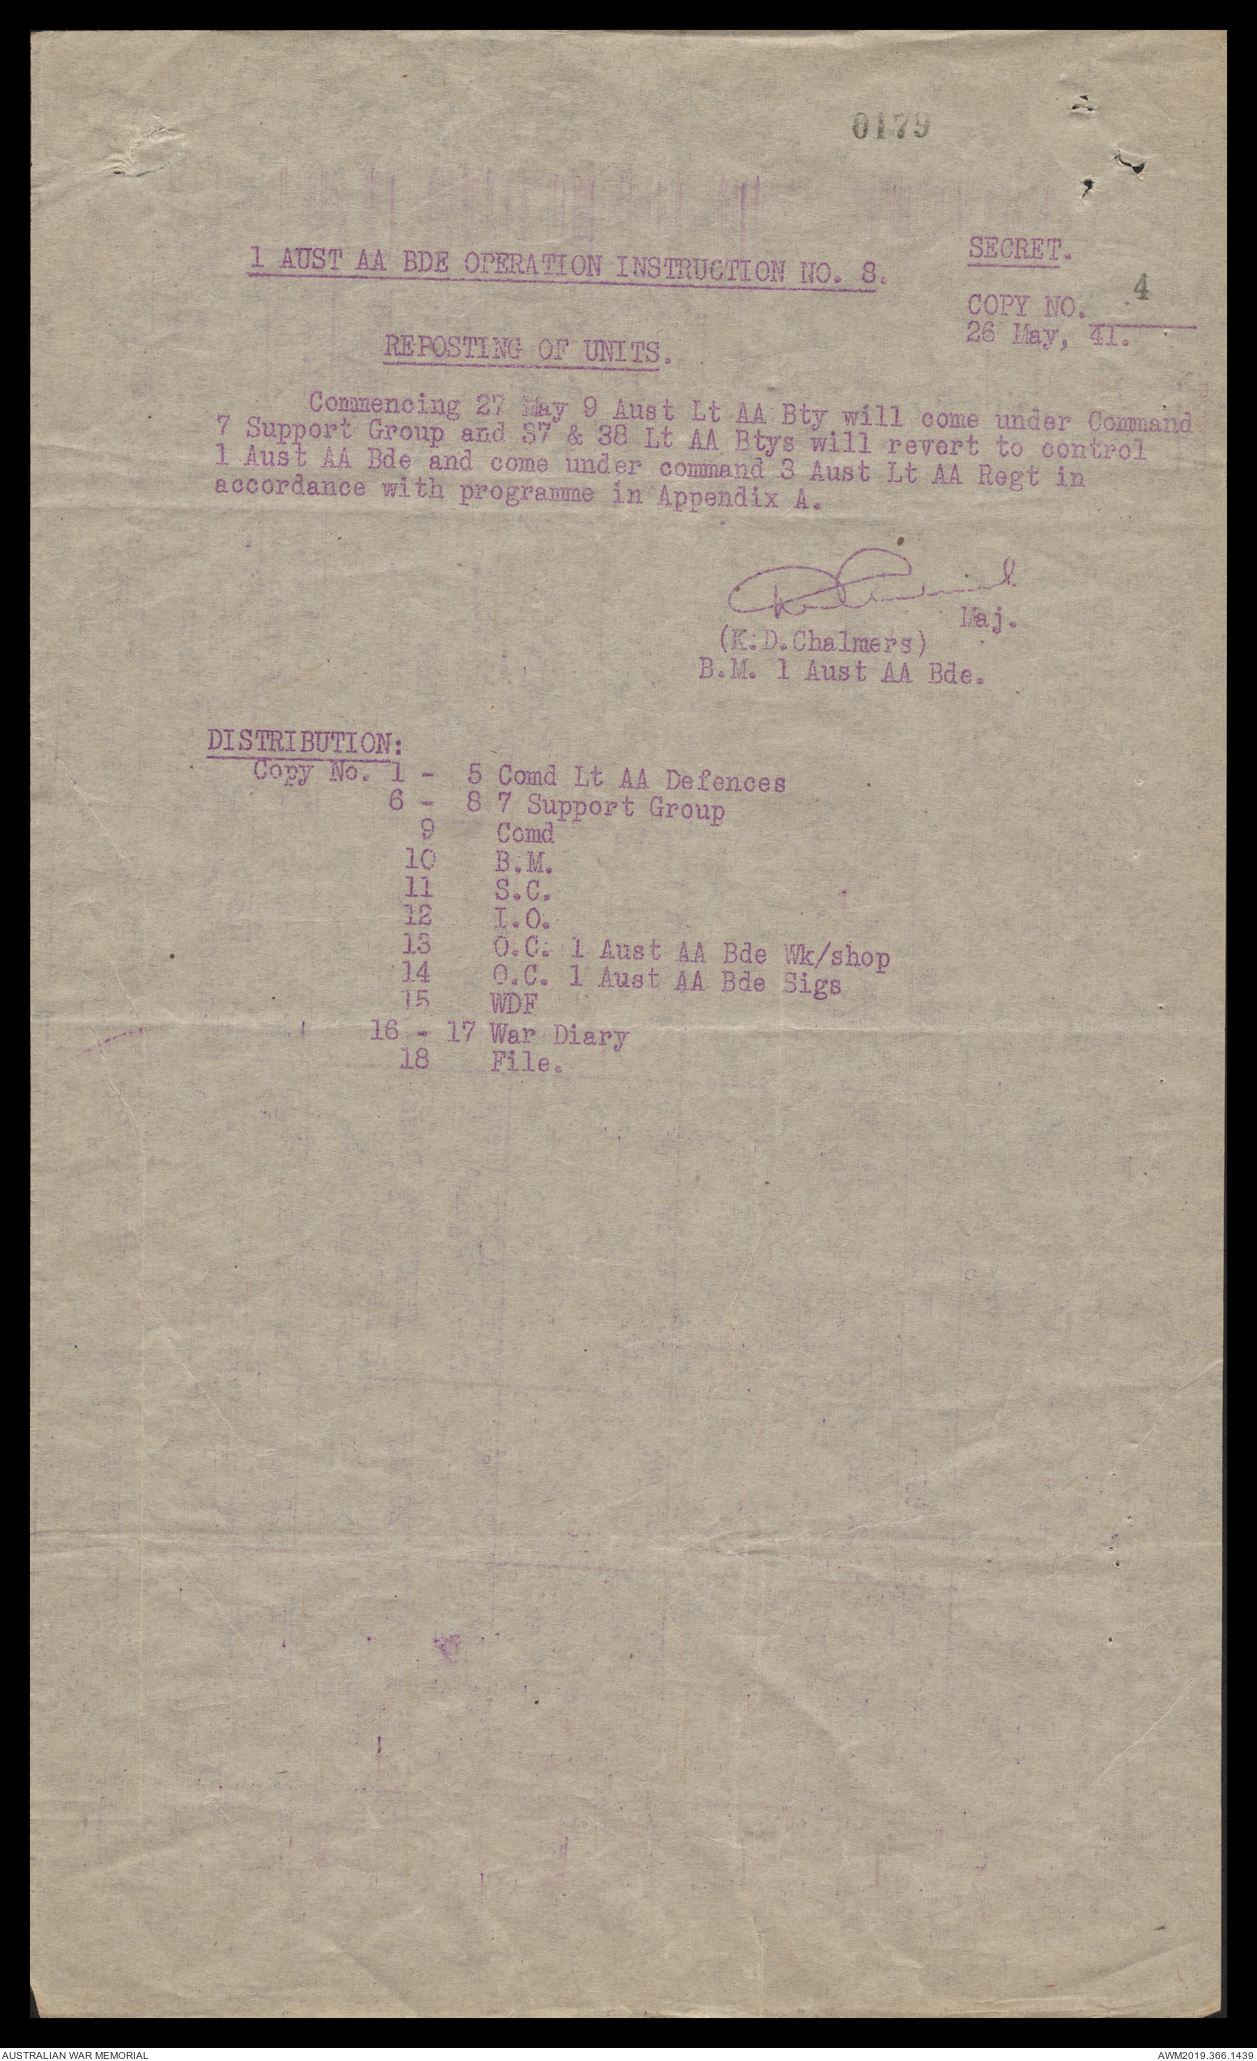 0179
SECRET.
1 AUST AA BDE OPERATION INSTRUCTION NO. 8.
COPY NO. 4
26 May, 41.
REPOSTING OF UNITS.
Commencing 27 May 9 Aust Lt AA Bty will come under Command
7 Support Group and 37 & 38 Lt AA Btys will revert to control
1 Aust AA Bde and come under command 3 Aust Lt AA Regt in
accordance with programme in Appendix A.
Maj.
(K.D.Chalmers)
B.M. 1 Aust AA Bde.
DISTRIBUTION:
Copy No. 1 - 5 Comd Lt AA Defences
6 - 8 7 Support Group
9 Comd
10 B.M.
11 S.C.
12 I.O.
13 O.C. 1 Aust AA Bde Wk/shop
14 O.C. 1 Aust AA Bde Sigs
15 WDF
16 - 17 War Diary
18 File.
AUSTRALIAN WAR MEMORIAL
AWM2019.366.1439